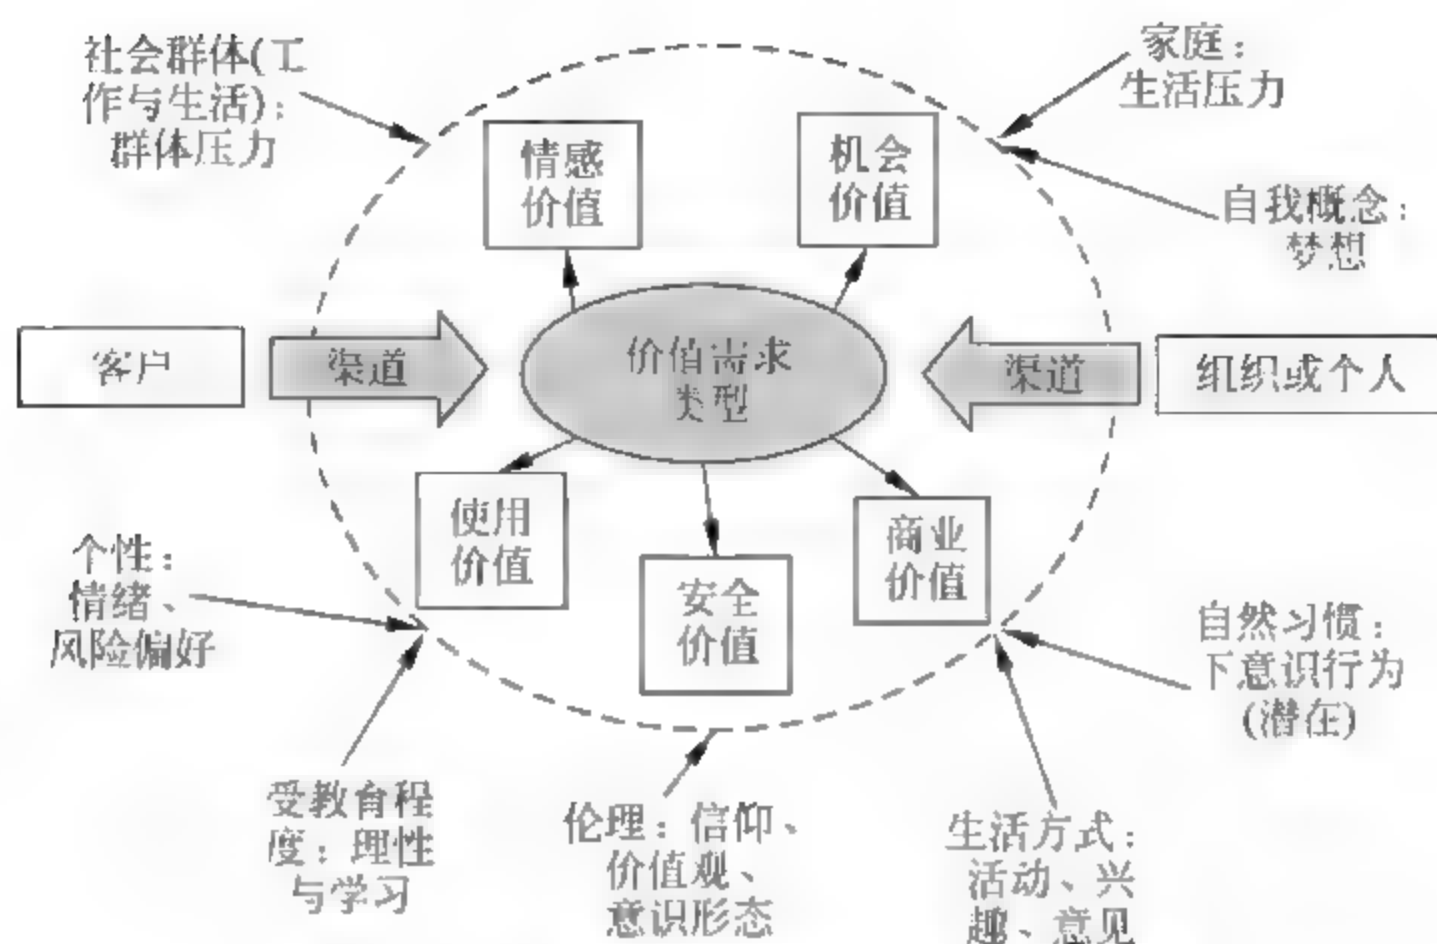 社会群体(工
作与生活)：
群体压力
家庭：
生活压力
情感
价值
机会
价值
自我概念：
梦想
客户
渠道
价值需求
类型
渠道
组织或个人
使用
价值
商业
价值
安全
价值
个性：
情绪、
风险偏好
自然习惯：
下意识行为
(潜在)
受教育程
度：理性
与学习
伦理：信仰、
价值观、
意识形态
生活方式：
活动、兴
趣、意见